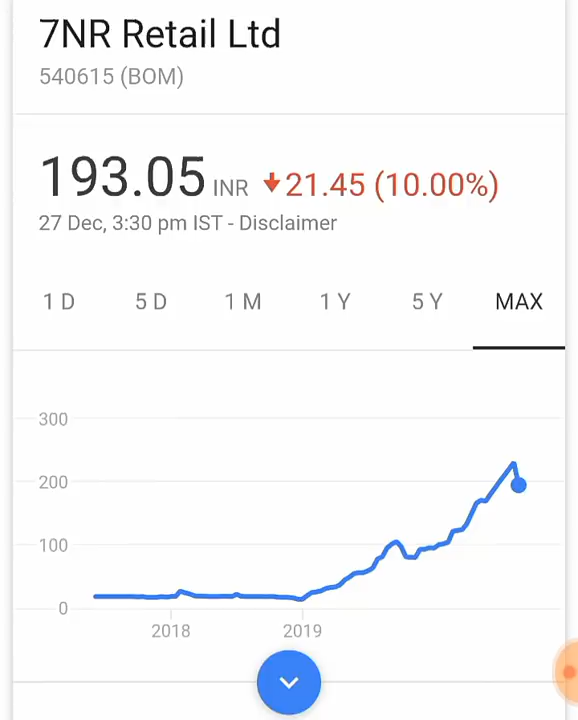 7NR Retail Ltd
540615 (BOM)
193.05 INR 21.45 (10.00%)
27 Dec, 3:30 pm IST - Disclaimer
1 D 5 D 1 M 1 Y 5 Y MAX
300
200
100
0
2018 2019